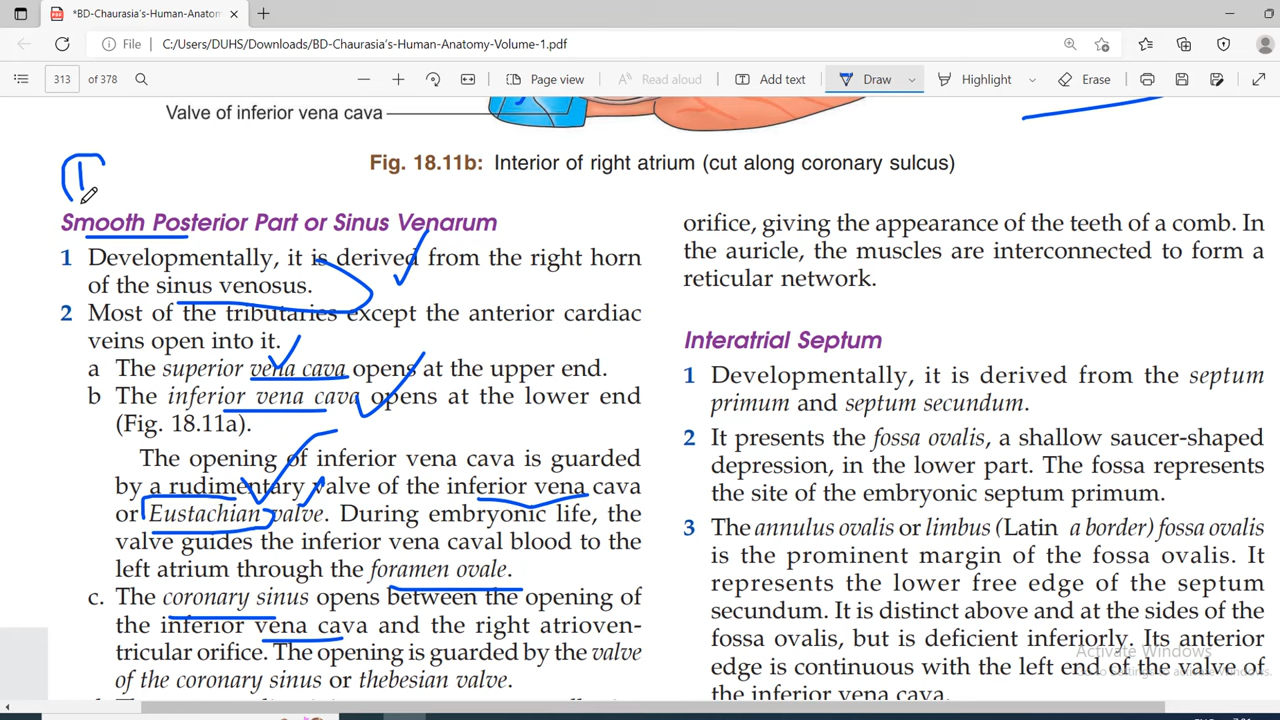 *BD-Chaurasia's-Human-Anatom
File
C:/Users/DUHS/Downloads/BD-Chaurasia's-Human-Anatomy-Volume-1.pdf
313
of 378
Page view
Read aloud
Add text
Draw
Highlight
Erase
Valve of inferior vena cava
Fig. 18.11b: Interior of right atrium (cut along coronary sulcus)
Smooth Posterior Part or Sinus Venarum
1 Developmentally, it is derived from the right horn
of the sinus venosus.
2 Most of the tributaries except the anterior cardiac
veins open into it.
a The superior vena cava opens at the upper end.
b The inferior vena cava opens at the lower end
(Fig. 18.11a).
The opening of inferior vena cava is guarded
by a rudimentary valve of the inferior vena cava
or Eustachian valve. During embryonic life, the
valve guides the inferior vena caval blood to the
left atrium through the foramen ovale.
c. The coronary sinus opens between the opening of
the inferior vena cava and the right atrioven-
tricular orifice. The opening is guarded by the valve
of the coronary sinus or thebesian valve.
orifice, giving the appearance of the teeth of a comb. In
the auricle, the muscles are interconnected to form a
reticular network.
Interatrial Septum
1 Developmentally, it is derived from the septum
primum and septum secundum.
2 It presents the fossa ovalis, a shallow saucer-shaped
depression, in the lower part. The fossa represents
the site of the embryonic septum primum.
3 The annulus ovalis or limbus (Latin a border) fossa ovalis
is the prominent margin of the fossa ovalis. It
represents the lower free edge of the septum
secundum. It is distinct above and at the sides of the
fossa ovalis, but is deficient inferiorly. Its anterior
edge is continuous with the left end of the valve of
the inferior vena cava.
Activate Windows